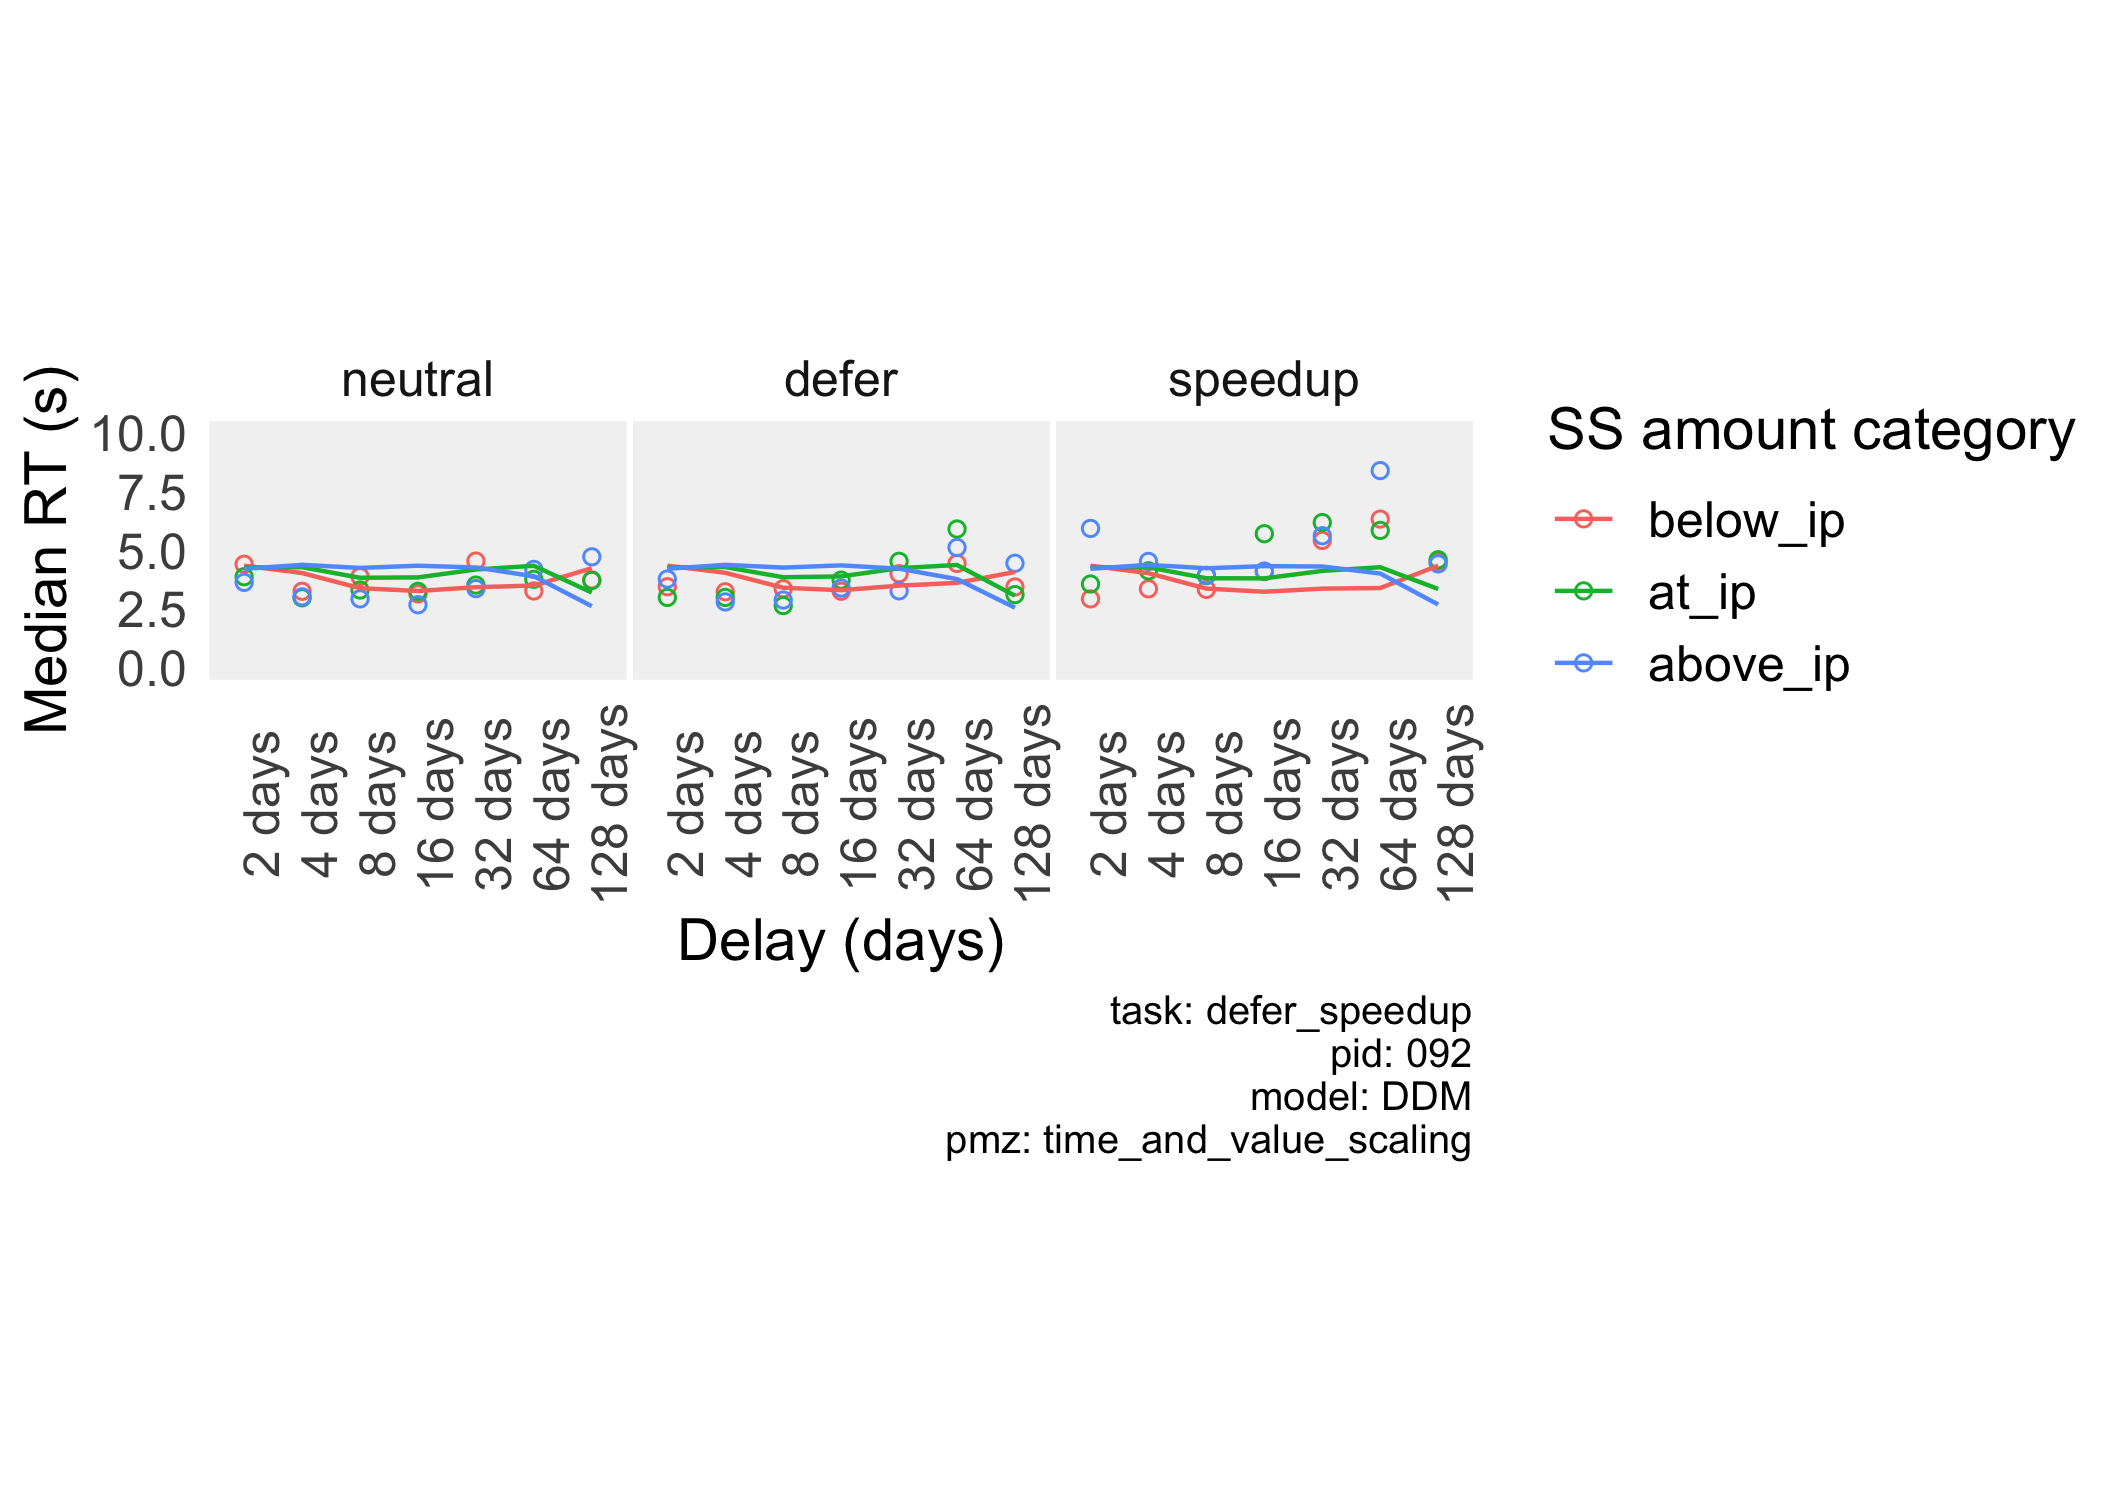 neutral
defer
speedup
Median RT (s)
10.0
7.5
5.0
2.5
0.0
2 days
4 days
8 days
16 days
32 days
64 days
128 days
2 days
4 days
8 days
16 days
32 days
64 days
128 days
2 days
4 days
8 days
16 days
32 days
64 days
128 days
Delay (days)
SS amount category
below_ip
at_ip
above_ip
task: defer_speedup
pid: 092
model: DDM
pmz: time_and_value_scaling